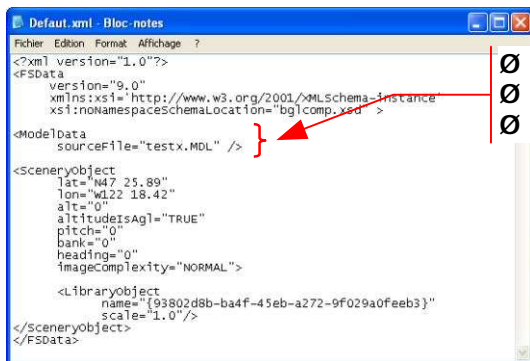 Defaut.xml - Bloc-notes
Fichier Edition Format Affichage ?
<?xml version="1.0"?>
<FSData
version="9.0"
xmlns:xsi='http://www.w3.org/2001/XMLSchema-instance'
xsi:noNamespaceSchemaLocation="bglcomp.xsd" >
<ModelData
sourceFile="testx.MDL" />
<SceneryObject
lat="N47 25.89"
lon="W122 18.42"
alt="0"
altitudeIsAgl="TRUE"
pitch="0"
bank="0"
heading="0"
imageComplexity="NORMAL">
<LibraryObject
name="{93802d8b-ba4f-45eb-a272-9f029a0feeb3}"
scale="1.0"/>
</SceneryObject>
</FSData>
Ø
Ø
Ø